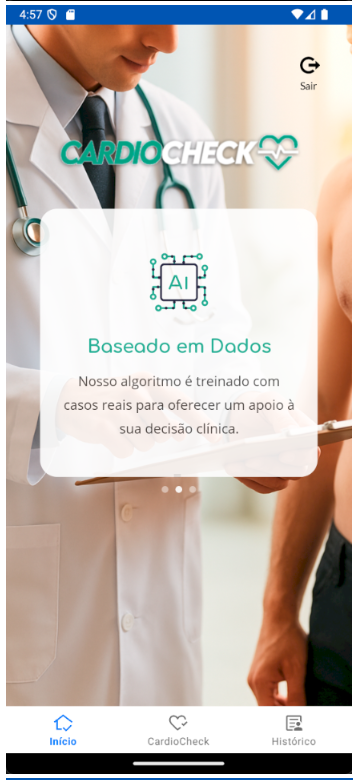 4:57
Sair
CARDIOCHECK
AI
Baseado em Dados
Nosso algoritmo é treinado com
casos reais para oferecer um apoio à
sua decisão clínica.
Início
CardioCheck
Histórico